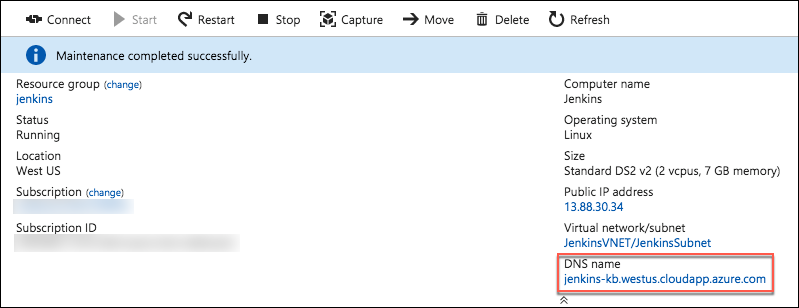 Connect Start Restart Stop Capture Move Delete Refresh
Maintenance completed successfully.
Resource group (change)
jenkins
Status
Running
Location
West US
Subscription (change)
Subscription ID
Computer name
Jenkins
Operating system
Linux
Size
Standard DS2 v2 (2 vcpus, 7 GB memory)
Public IP address
13.88.30.34
Virtual network/subnet
JenkinsVNET/JenkinsSubnet
DNS name
jenkins-kb.westus.cloudapp.azure.com